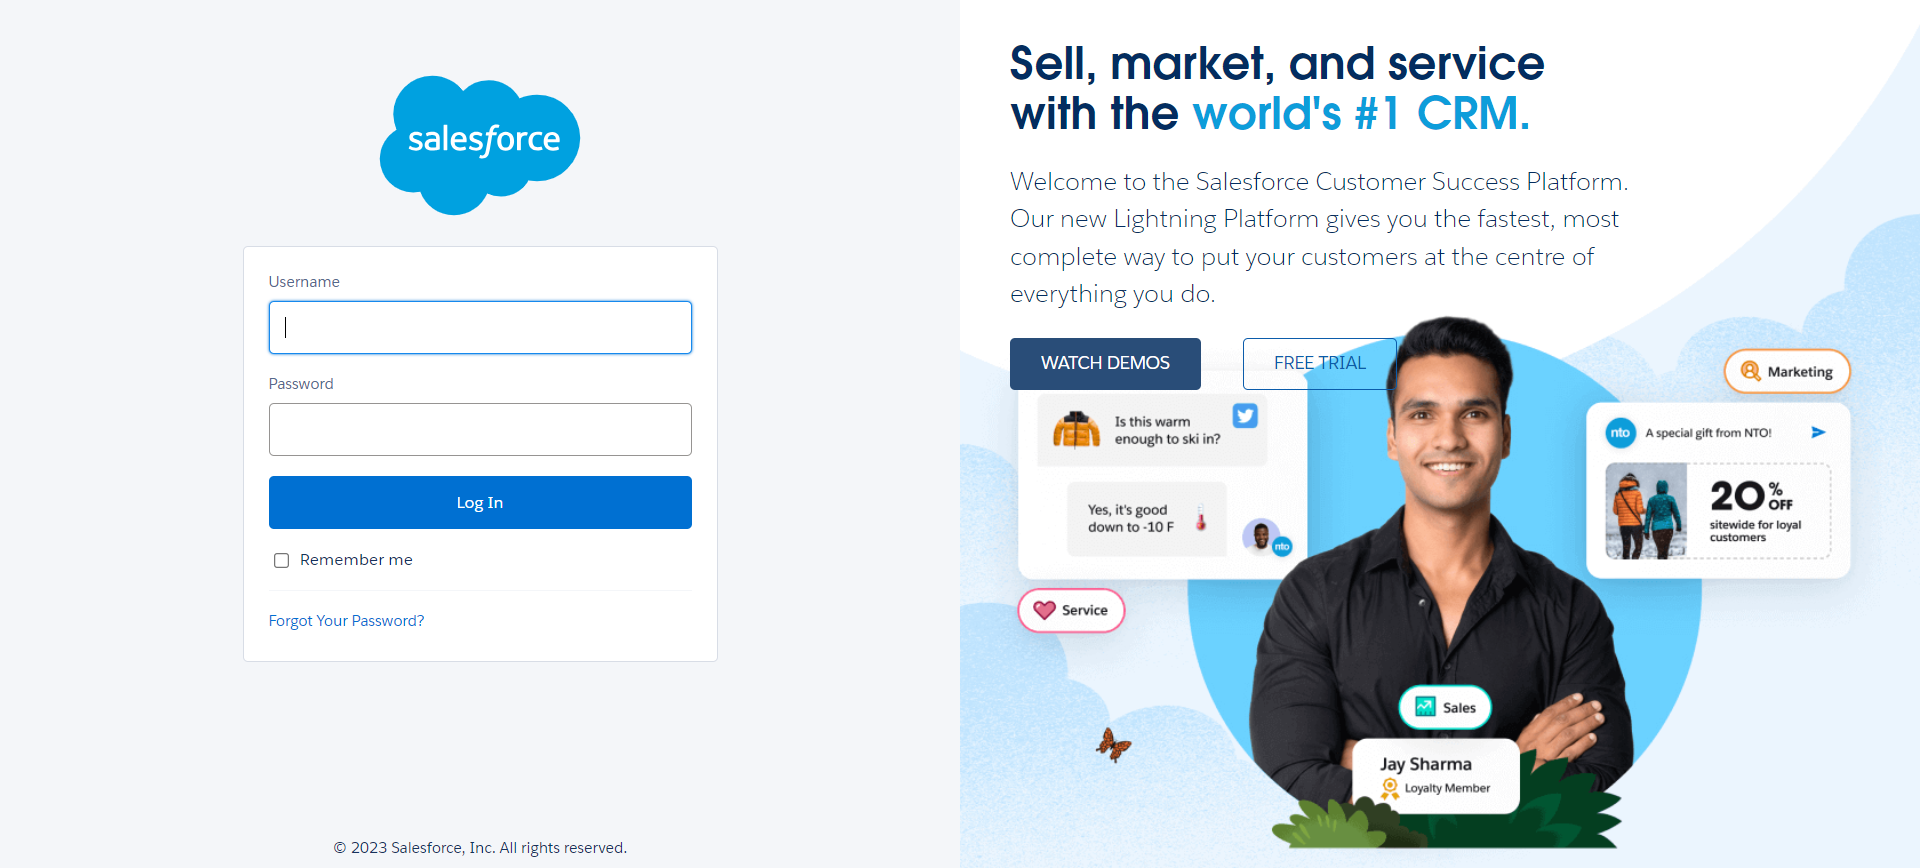 salesforce
Username
Password
Log In
Remember me
Forgot Your Password?
© 2023 Salesforce, Inc. All rights reserved.
Sell, market, and service
with the world's #1 CRM.
Welcome to the Salesforce Customer Success Platform.
Our new Lightning Platform gives you the fastest, most
complete way to put your customers at the centre of
everything you do.
WATCH DEMOS
FREE TRIAL
Is this warm
enough to ski in?
Yes, it's good
down to -10 F
nto
Service
Marketing
nto
A special gift from NTO!
20% OFF
sitewide for loyal
customers
Sales
Jay Sharma
Loyalty Member